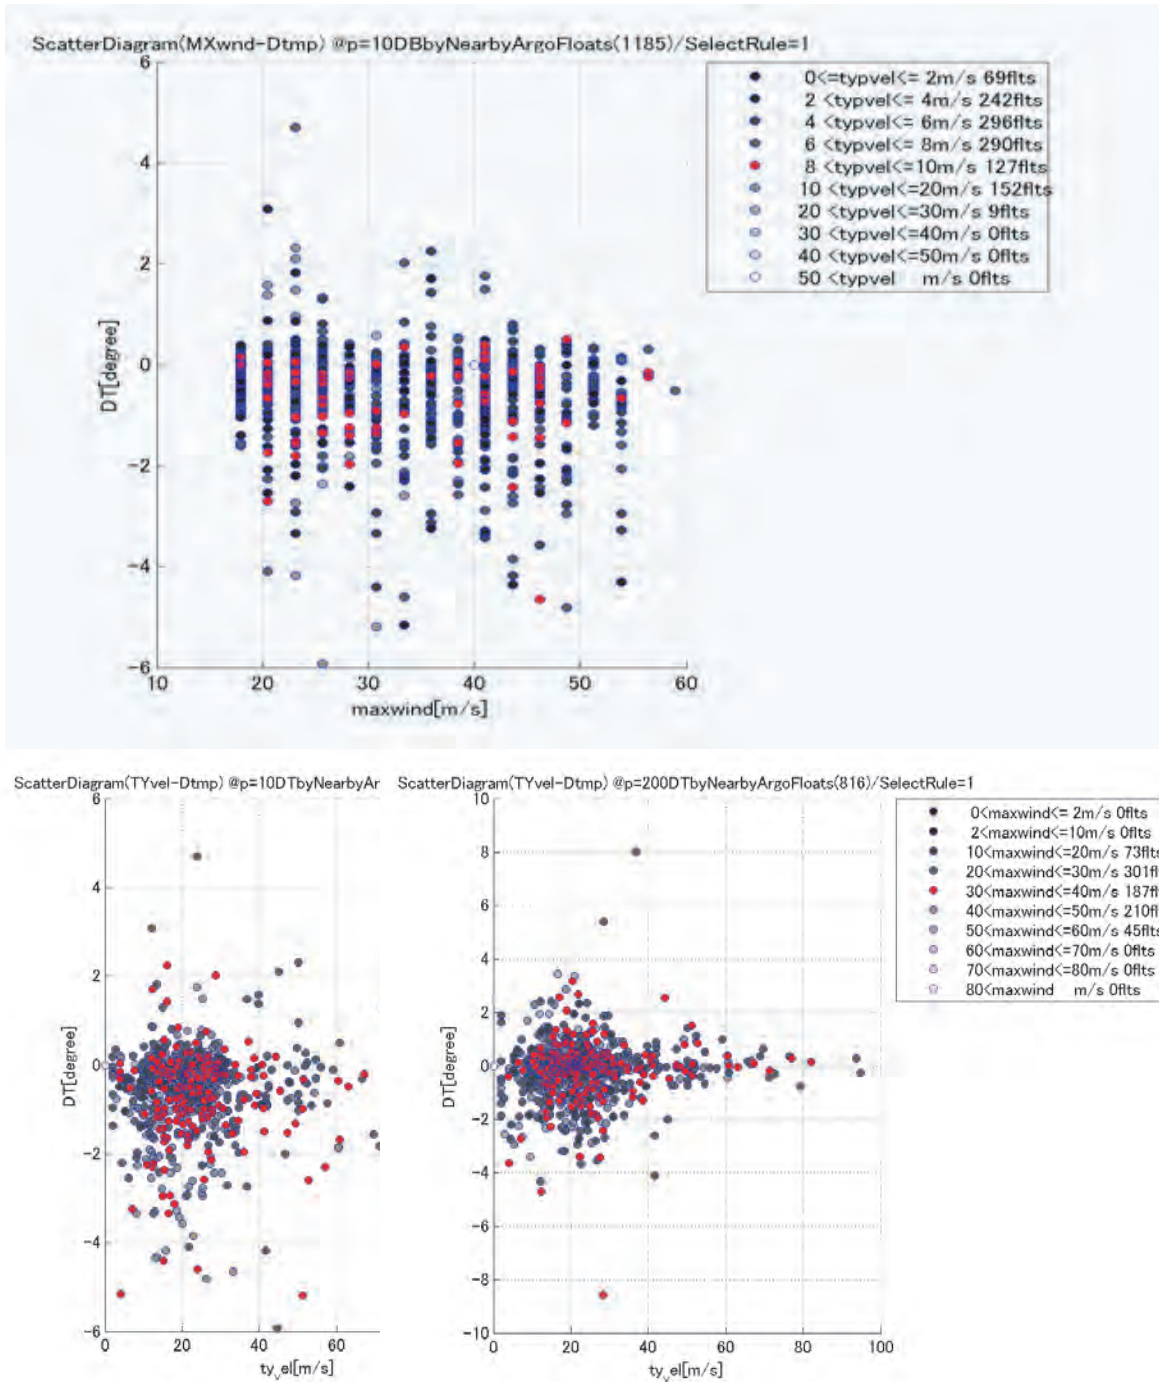 ScatterDiagram(MXwnd-Dtmp) @p=10DBbyNearbyArgoFloats(1185)/SelectRule=1
6
4
2
0
-2
-4
-6
DT[degree]
10 20 30 40 50 60
maxwind[m/s]
0<=typvel<= 2m/s 69flts
2 <typvel<= 4m/s 242flts
4 <typvel<= 6m/s 296flts
6 <typvel<= 8m/s 290flts
8 <typvel<=10m/s 127flts
10 <typvel<=20m/s 152flts
20 <typvel<=30m/s 9flts
30 <typvel<=40m/s 0flts
40 <typvel<=50m/s 0flts
50 <typvel m/s 0flts
ScatterDiagram(TYvel-Dtmp) @p=10DTbyNearbyAr
6
4
2
0
-2
-4
-6
DT[degree]
0 20 40 60
ty_vel[m/s]
ScatterDiagram(TYvel-Dtmp) @p=200DTbyNearbyArgoFloats(816)/SelectRule=1
10
8
6
4
2
0
-2
-4
-6
-8
-10
DT[degree]
0 20 40 60 80 100
ty_vel[m/s]
0<maxwind<= 2m/s 0flts
2<maxwind<=10m/s 0flts
10<maxwind<=20m/s 73flts
20<maxwind<=30m/s 301fl
30<maxwind<=40m/s 187fl
40<maxwind<=50m/s 210fl
50<maxwind<=60m/s 45flts
60<maxwind<=70m/s 0flts
70<maxwind<=80m/s 0flts
80<maxwind m/s 0flts